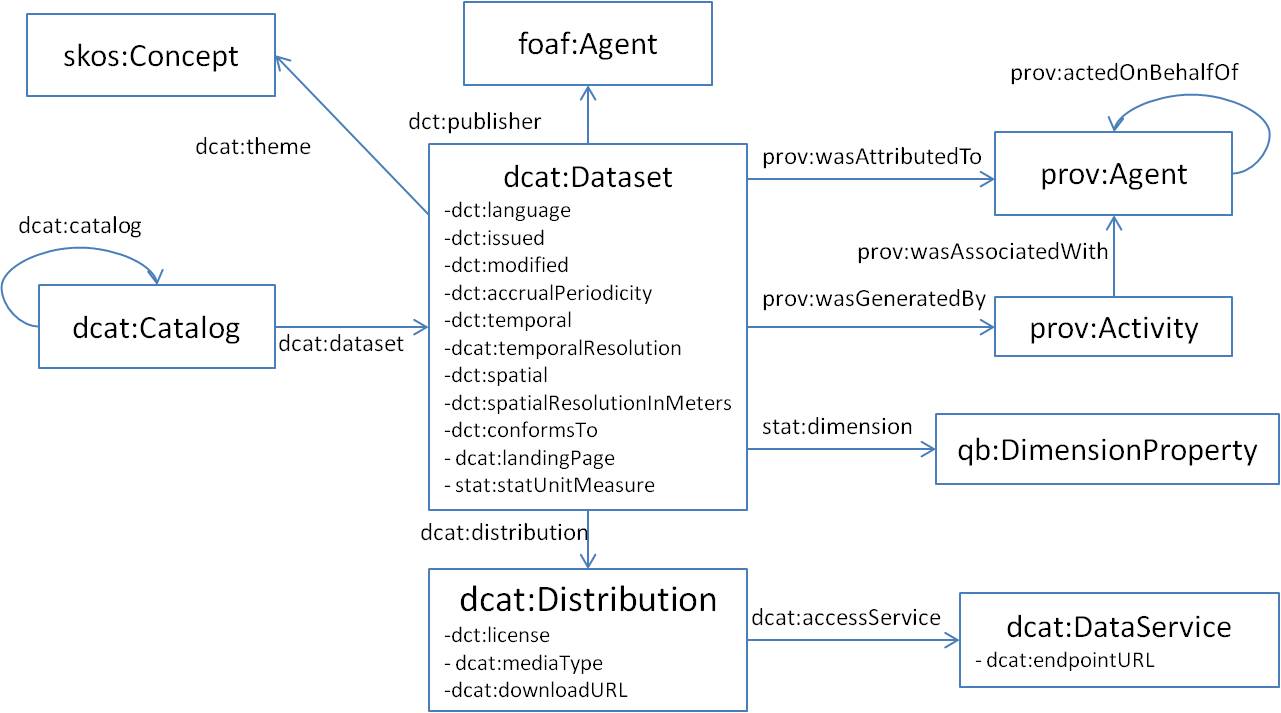 skos:Concept
foaf:Agent
prov:actedOnBehalfOf
dct:publisher
dcat:theme
dcat:Dataset
prov:wasAttributedTo
prov:Agent
-dct:language
dcat:catalog
-dct:issued
prov:wasAssociatedWith
-dct:modified
-dct:accrualPeriodicity
prov:wasGeneratedBy
-dct:temporal
dcat:Catalog
prov:Activity
dcat:dataset
-dcat:temporalResolution
-dct:spatial
-dct:spatialResolutionInMeters
-dct:conformsTo
stat:dimension
qb:DimensionProperty
- dcat:landingPage
- stat:statUnitMeasure
dcat:distribution
dcat:Distribution
dcat:accessService
dcat:DataService
-dct:license
- dcat:mediaType
- dcat:endpointURL
-dcat:downloadURL